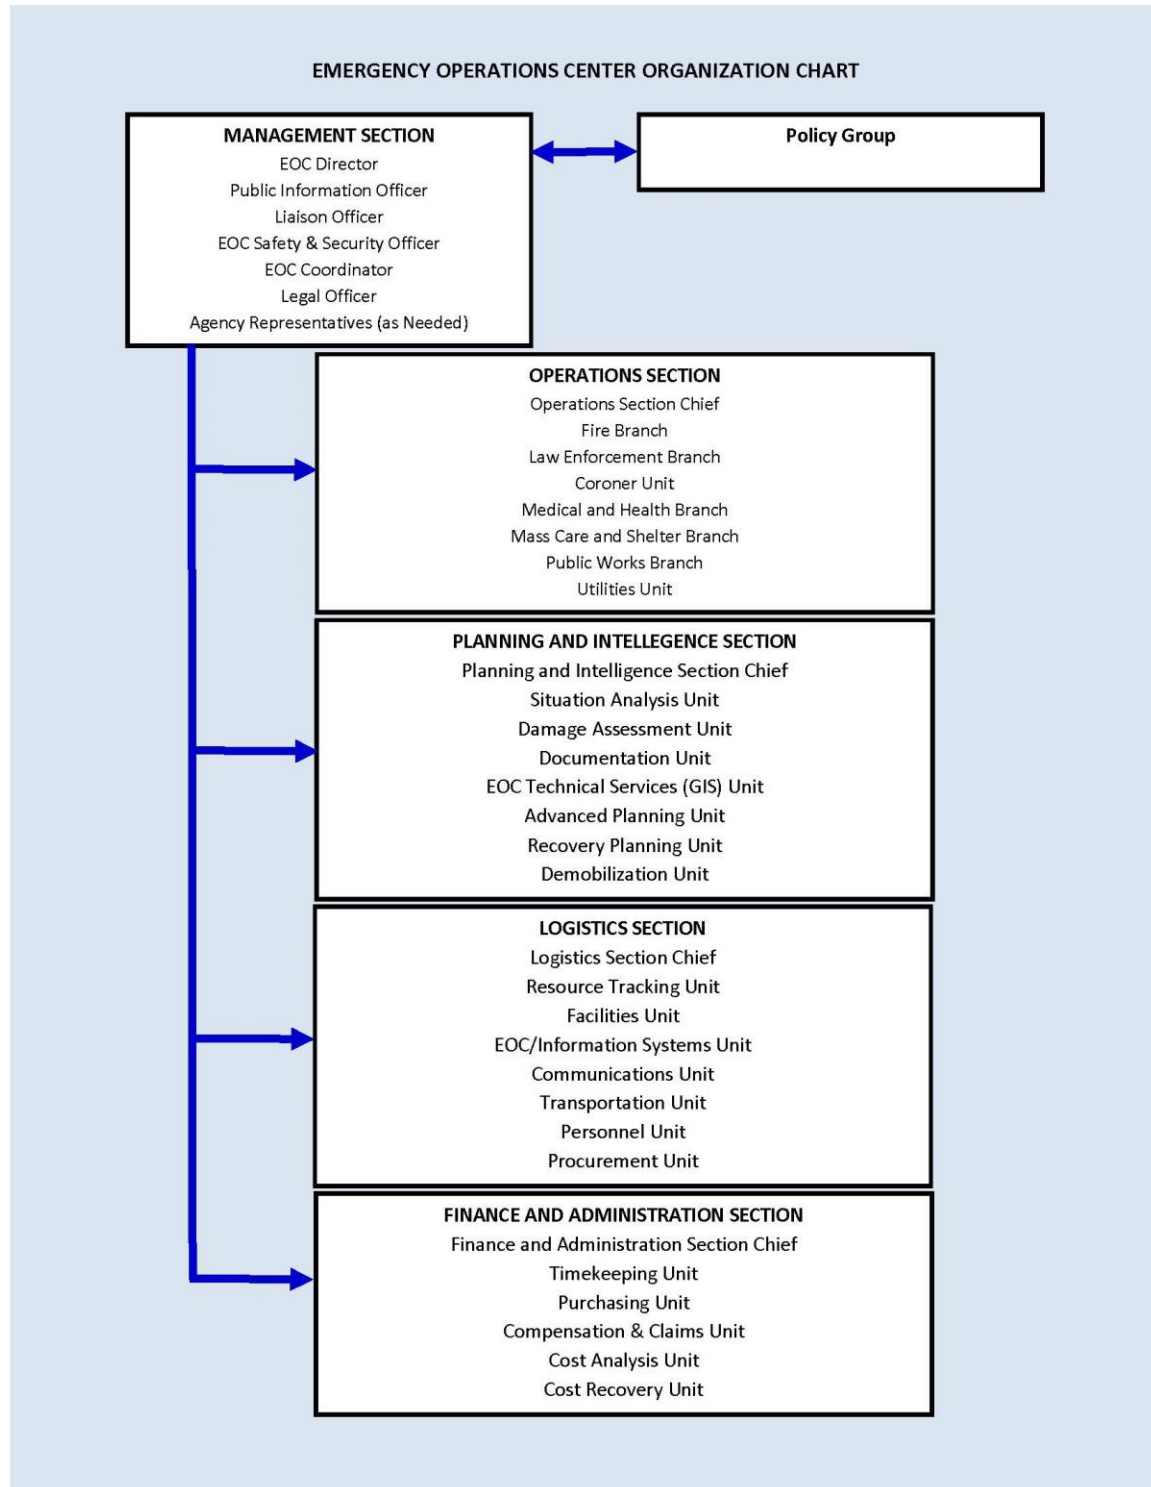 EMERGENCY OPERATIONS CENTER ORGANIZATION CHART
MANAGEMENT SECTION
EOC Director
Public Information Officer
Liaison Officer
EOC Safety & Security Officer
EOC Coordinator
Legal Officer
Agency Representatives (as Needed)
Policy Group
OPERATIONS SECTION
Operations Section Chief
Fire Branch
Law Enforcement Branch
Coroner Unit
Medical and Health Branch
Mass Care and Shelter Branch
Public Works Branch
Utilities Unit
PLANNING AND INTELLEGENCE SECTION
Planning and Intelligence Section Chief
Situation Analysis Unit
Damage Assessment Unit
Documentation Unit
EOC Technical Services (GIS) Unit
Advanced Planning Unit
Recovery Planning Unit
Demobilization Unit
LOGISTICS SECTION
Logistics Section Chief
Resource Tracking Unit
Facilities Unit
EOC/Information Systems Unit
Communications Unit
Transportation Unit
Personnel Unit
Procurement Unit
FINANCE AND ADMINISTRATION SECTION
Finance and Administration Section Chief
Timekeeping Unit
Purchasing Unit
Compensation & Claims Unit
Cost Analysis Unit
Cost Recovery Unit